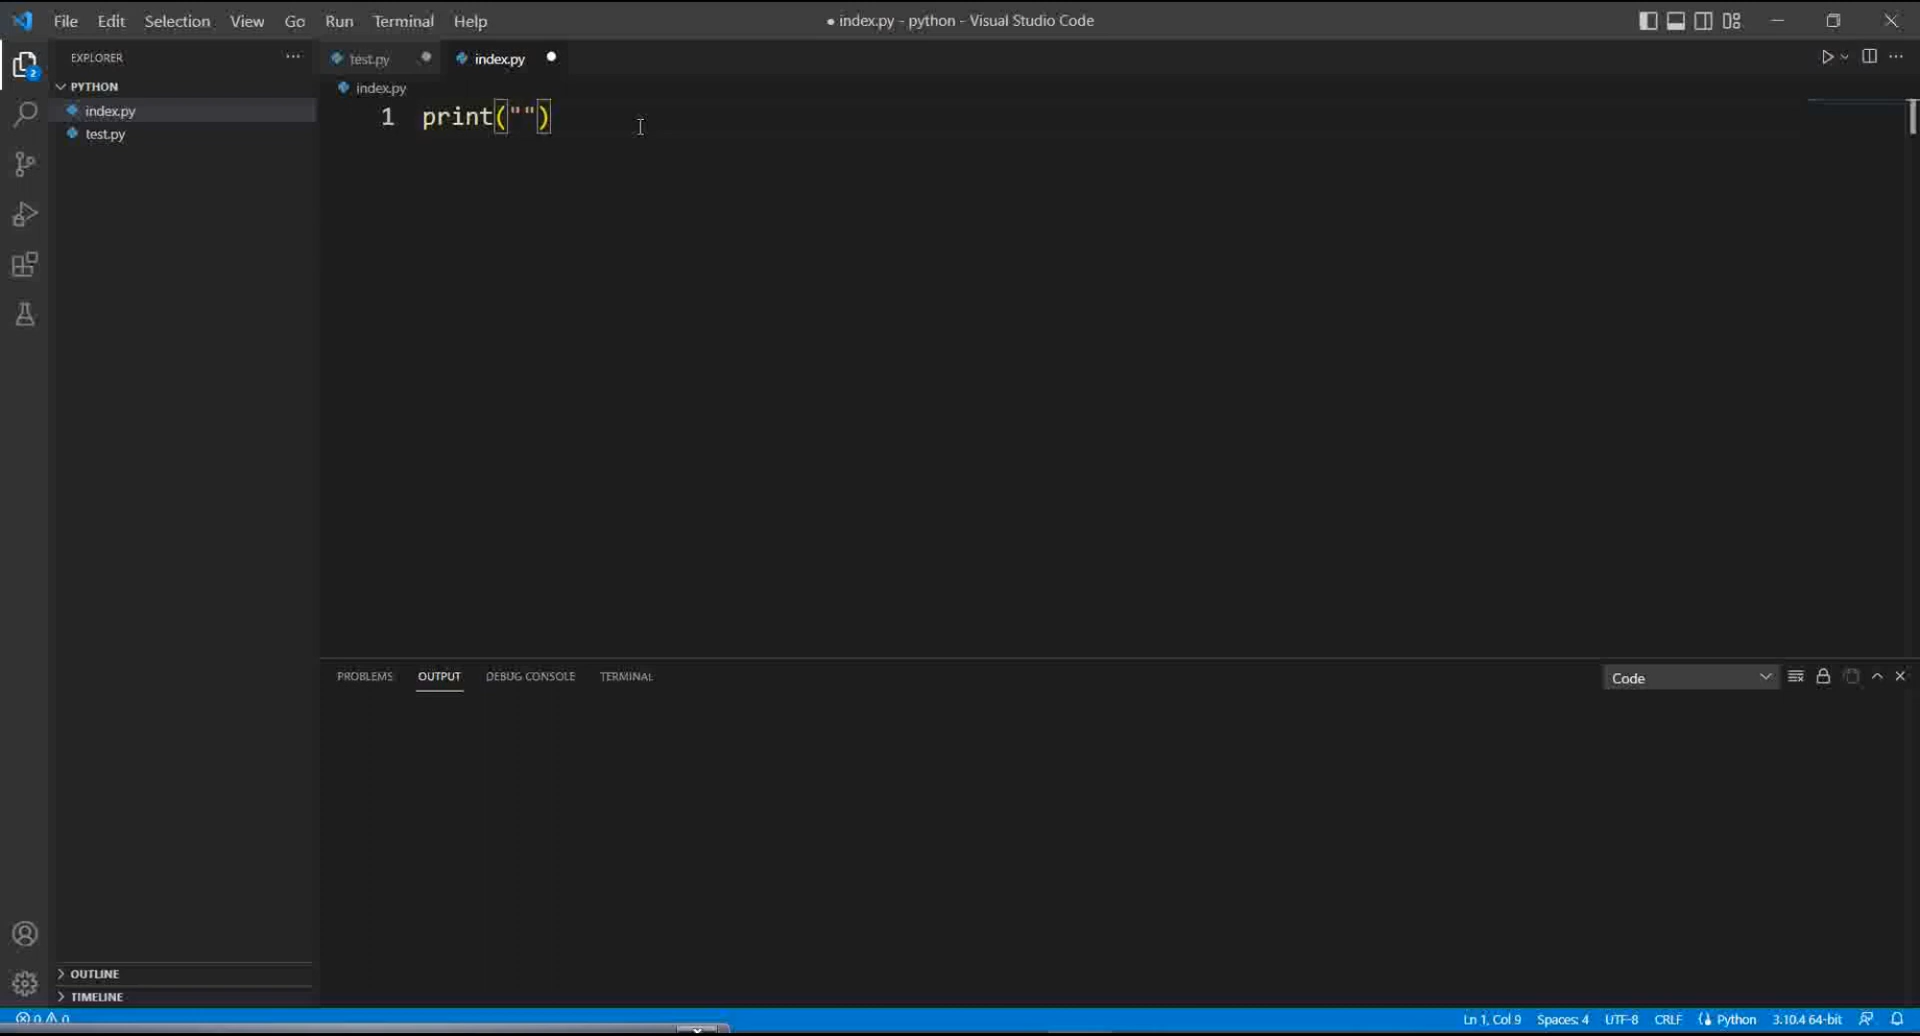 File Edit Selection View Go Run Terminal Help
● index.py - python - Visual Studio Code
EXPLORER
PYTHON
index.py
test.py
2
test.py
index.py
index.py
1 print("")
PROBLEMS OUTPUT DEBUG CONSOLE TERMINAL
Code
OUTLINE
TIMELINE
0 0
Ln 1, Col 9 Spaces: 4 UTF-8 CRLF Python 3.10.4 64-bit